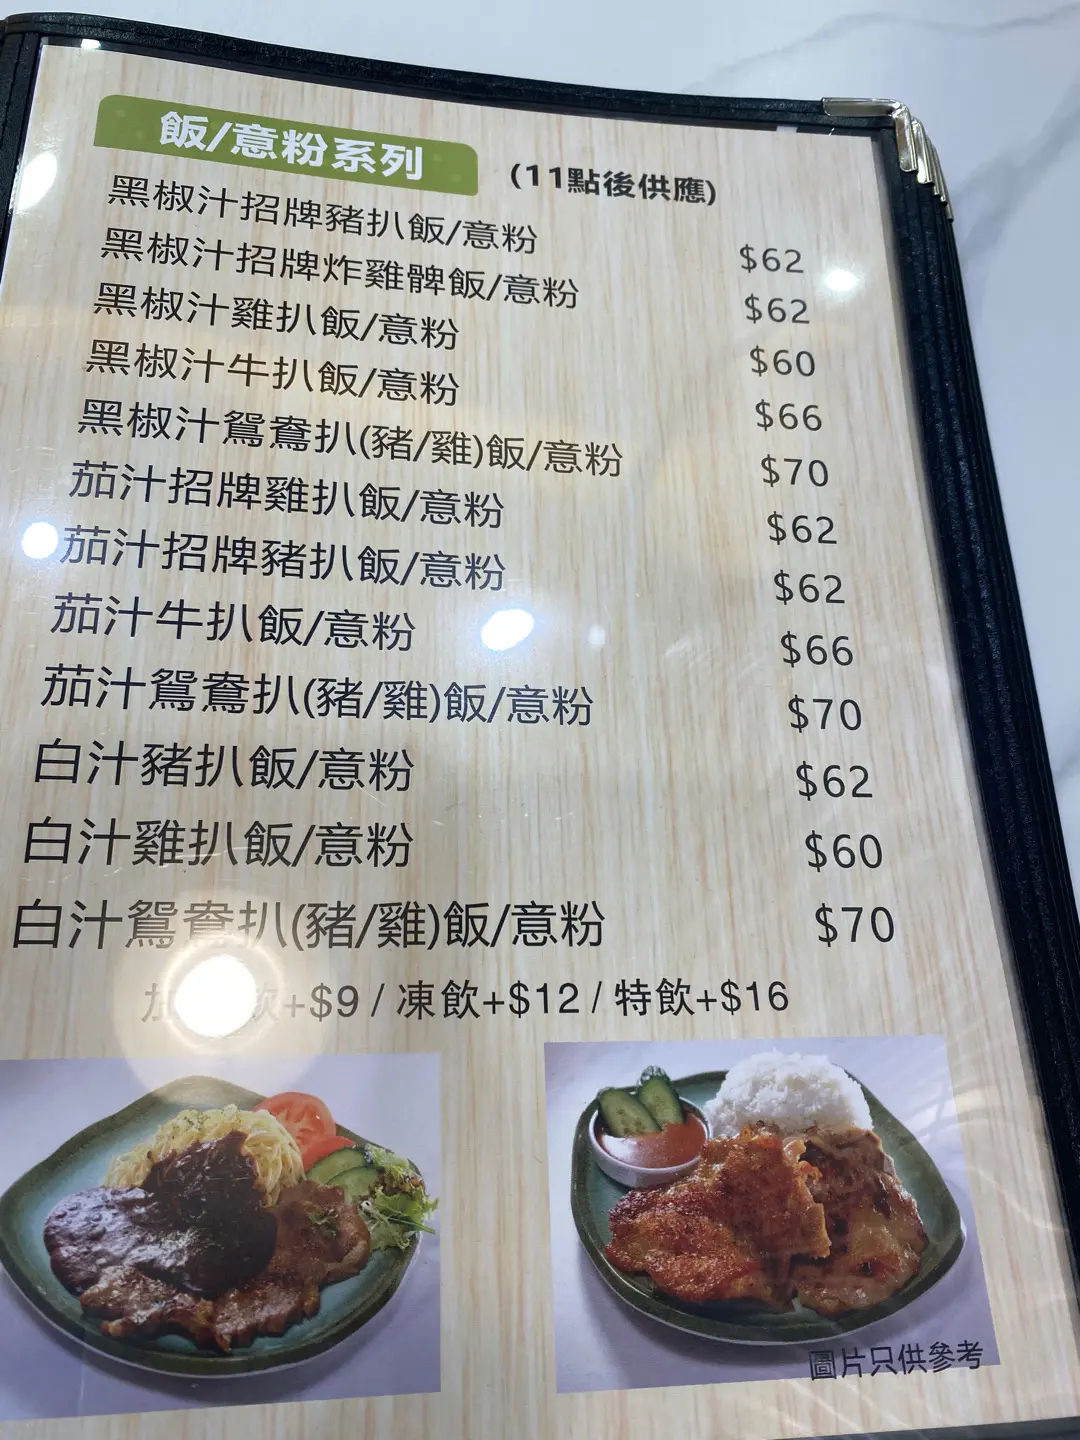 飯/意粉系列 (11點後供應)
黑椒汁招牌豬扒飯/意粉 $62
黑椒汁招牌炸雞髀飯/意粉 $62
黑椒汁雞扒飯/意粉 $60
黑椒汁牛扒飯/意粉 $66
黑椒汁鴛鴦扒(豬/雞)飯/意粉 $70
茄汁招牌雞扒飯/意粉 $62
茄汁招牌豬扒飯/意粉 $62
茄汁牛扒飯/意粉 $66
茄汁鴛鴦扒(豬/雞)飯/意粉 $70
白汁豬扒飯/意粉 $62
白汁雞扒飯/意粉 $60
白汁鴛鴦扒(豬/雞)飯/意粉 $70
飲+$9 / 凍飲+$12 / 特飲+$16
圖片只供參考